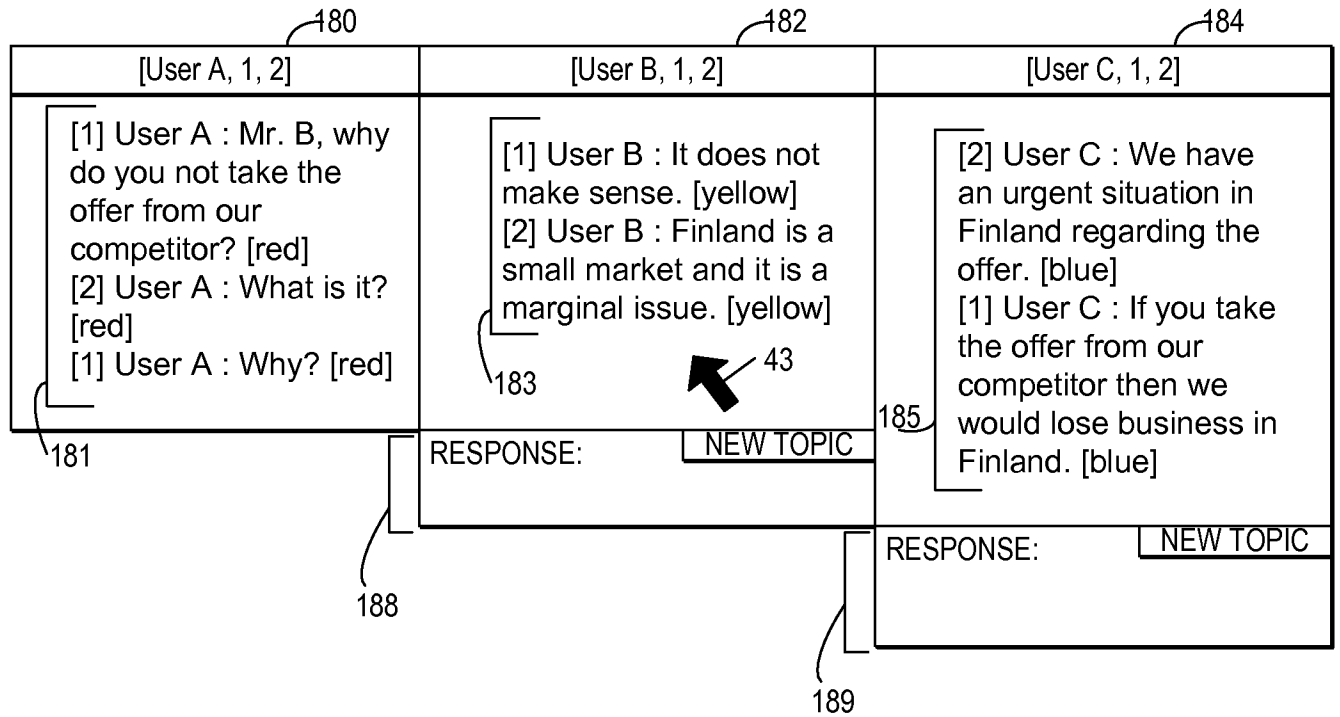 180
182
184
[User A, 1, 2]
[User B, 1, 2]
[User C, 1, 2]
[1] User A : Mr. B, why
do you not take the
offer from our
competitor? [red]
[2] User A : What is it?
[red]
[1] User A : Why? [red]
181
[1] User B : It does not
make sense. [yellow]
[2] User B : Finland is a
small market and it is a
marginal issue. [yellow]
183
43
RESPONSE:
NEW TOPIC
188
[2] User C : We have
an urgent situation in
Finland regarding the
offer. [blue]
[1] User C : If you take
the offer from our
competitor then we
would lose business in
Finland. [blue]
185
RESPONSE:
NEW TOPIC
189